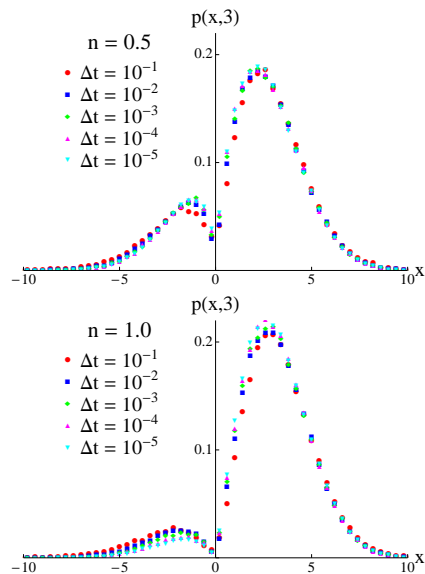 p(x,3)
n = 0.5
Δt = 10⁻¹
Δt = 10⁻²
Δt = 10⁻³
Δt = 10⁻⁴
Δt = 10⁻⁵
0.2
0.1
−10 −5 0 5 10 x
p(x,3)
n = 1.0
Δt = 10⁻¹
Δt = 10⁻²
Δt = 10⁻³
Δt = 10⁻⁴
Δt = 10⁻⁵
0.2
0.1
−10 −5 0 5 10 x